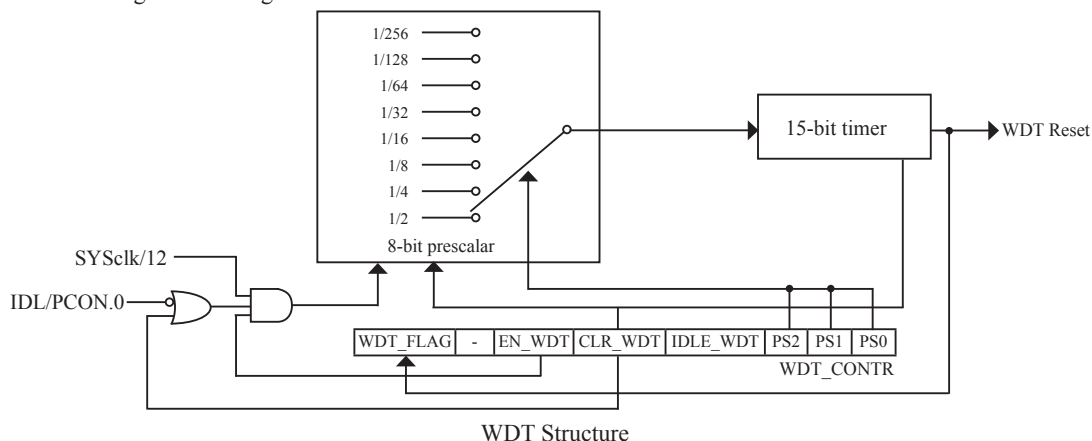 1/256
1/128
1/64
1/32
1/16
1/8
1/4
1/2
8-bit prescalar
15-bit timer
WDT Reset
SYSclk/12
IDL/PCON.0
WDT_FLAG - EN_WDT CLR_WDT IDLE_WDT PS2 PS1 PS0
WDT_CONTR
WDT Structure